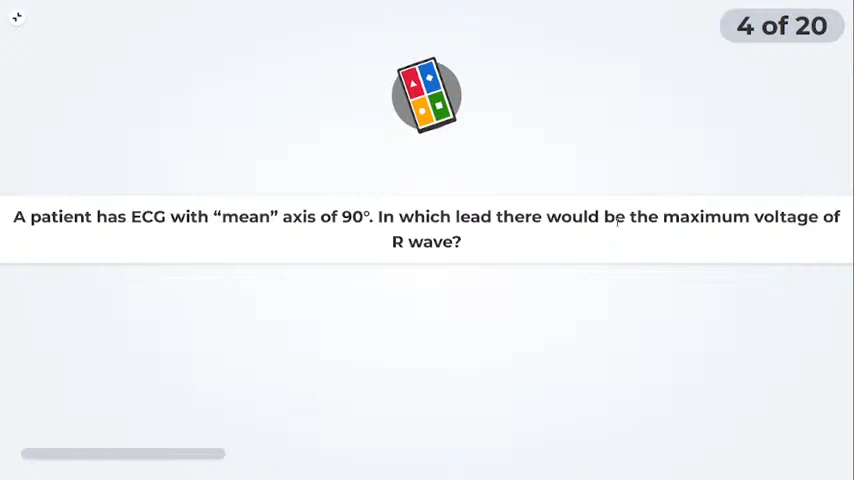 4 of 20
A patient has ECG with “mean” axis of 90°. In which lead there would be the maximum voltage of
R wave?